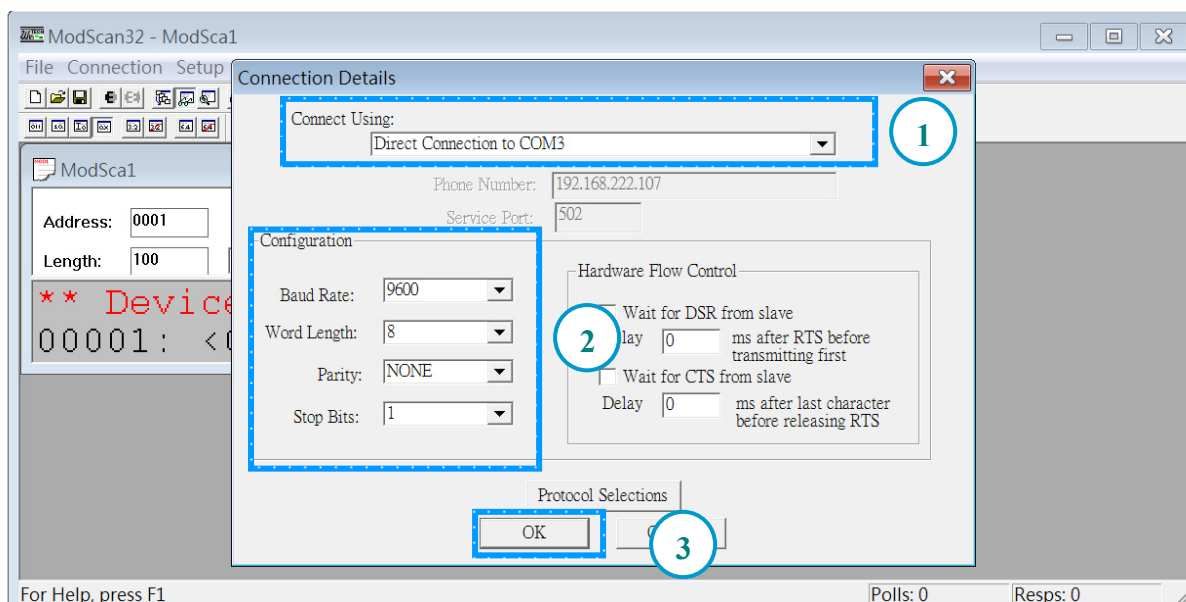 ModScan32 - ModSca1
File Connection Setup
Connection Details
Connect Using:
Direct Connection to COM3
1
ModSca1
Phone Number: 192.168.222.107
Service Port: 502
Address: 0001
Length: 100
** Device
00001: <
Configuration
Baud Rate: 9600
Word Length: 8
Parity: NONE
Stop Bits: 1
Hardware Flow Control
Wait for DSR from slave
2
0 ms after RTS before
transmitting first
Wait for CTS from slave
Delay 0 ms after last character
before releasing RTS
Protocol Selections
OK
3
For Help, press F1
Polls: 0
Resps: 0